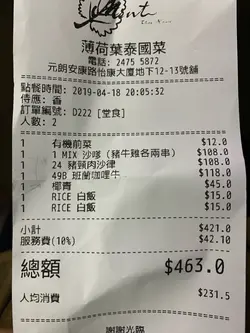 Mint
薄荷葉泰國菜
電話: 2475 5872
元朗安康路怡康大厦地下12-13號舖
點餐時間: 2019-04-18 20:05:32
侍應: 香
訂單編號: D222 [堂食]
人數: 2
1 有機前菜 $12.0
1 1 MIX 沙嗲 (豬牛雞各兩串) $108.0
1 24 豬頸肉沙律 $108.0
1 49B 班蘭咖喱牛 $118.0
1 椰青 $45.0
1 RICE 白飯 $15.0
1 RICE 白飯 $15.0
小計 $421.0
服務費(10%) $42.10
總額 $463.0
人均消費 $231.5
謝謝光臨